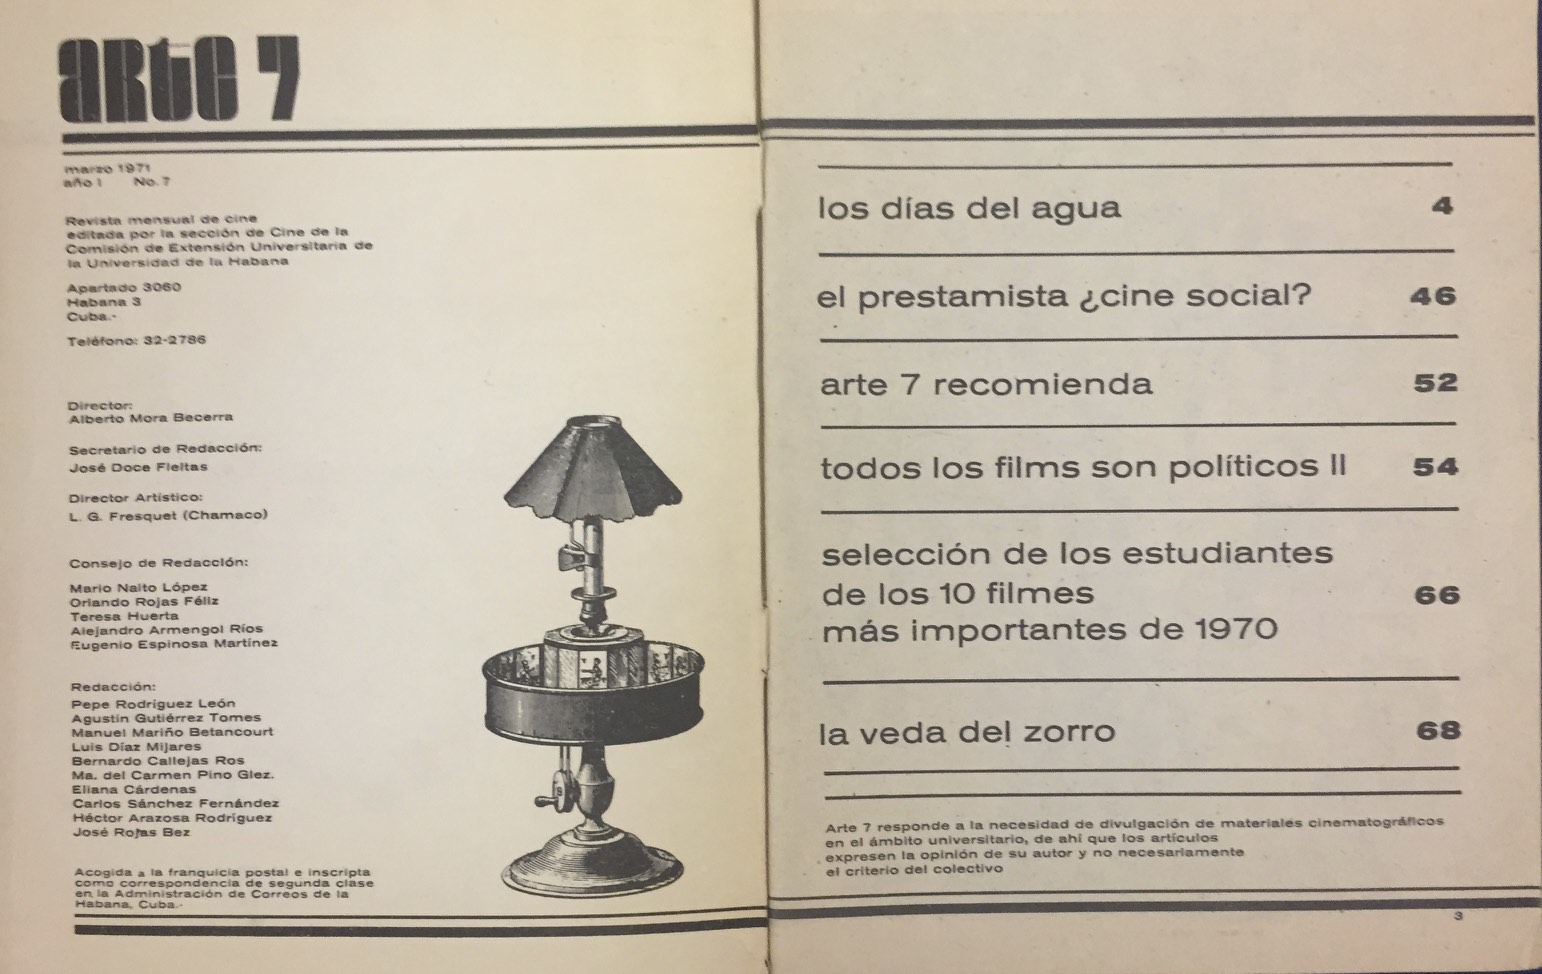 arte 7
marzo 1971
año I No. 7
Revista mensual de cine
editada por la sección de Cine de la
Comisión de Extensión Universitaria de
la Universidad de la Habana
Apartado 3060
Habana 3
Cuba.-
Teléfono: 32-2786
Director:
Alberto Mora Becerra
Secretario de Redacción:
José Doce Fleitas
Director Artístico:
L. G. Fresquet (Chamaco)
Consejo de Redacción:
Mario Naito López
Orlando Rojas Féliz
Teresa Huerta
Alejandro Armengol Ríos
Eugenio Espinosa Martínez
Redacción:
Pepe Rodríguez León
Agustín Gutiérrez Tomes
Manuel Mariño Betancourt
Luis Díaz Mijares
Bernardo Callejas Ros
Ma. del Carmen Pino Glez.
Eliana Cárdenas
Carlos Sánchez Fernández
Héctor Arazosa Rodríguez
José Rojas Bez
Acogida a la franquicia postal e inscripta
como correspondencia de segunda clase
en la Administración de Correos de la
Habana, Cuba.-
los días del agua 4
el prestamista ¿cine social? 46
arte 7 recomienda 52
todos los films son políticos II 54
selección de los estudiantes
de los 10 filmes 66
más importantes de 1970
la veda del zorro 68
Arte 7 responde a la necesidad de divulgación de materiales cinematográficos
en el ámbito universitario, de ahí que los artículos
expresen la opinión de su autor y no necesariamente
el criterio del colectivo
3